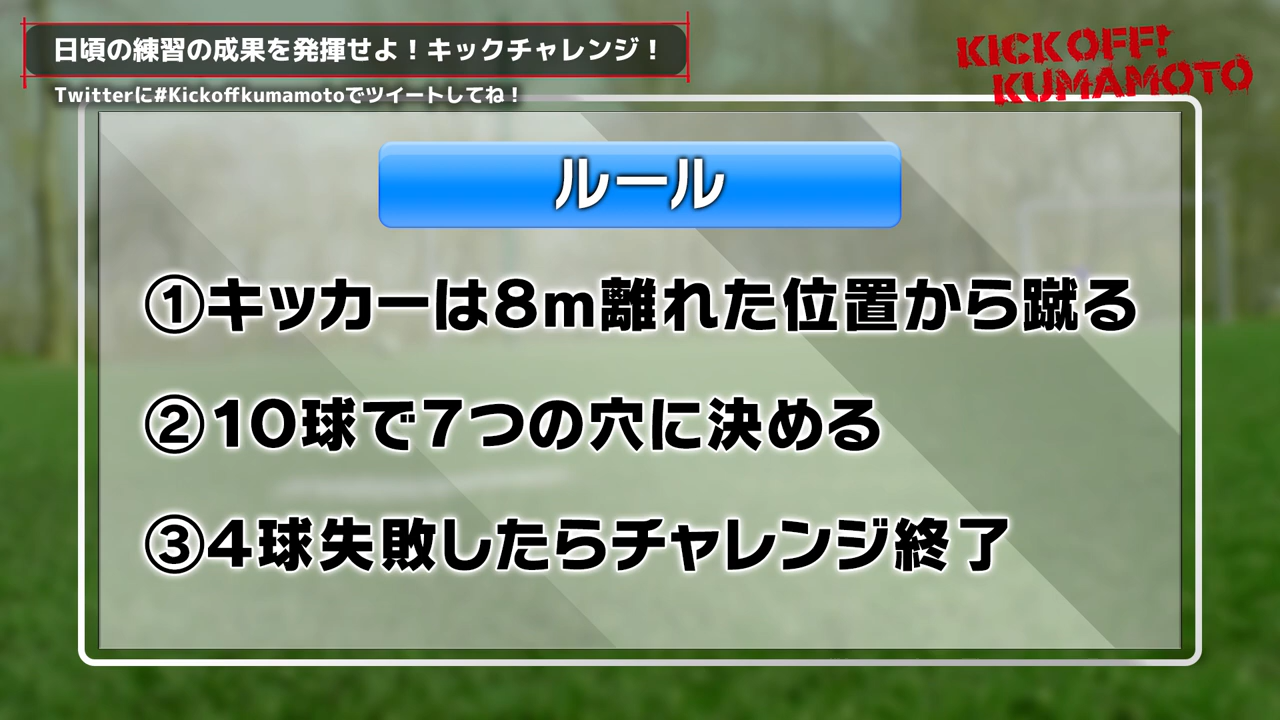 日頃の練習の成果を発揮せよ！キックチャレンジ！
Twitterに#Kickoffkumamotoでツイートしてね！
KICK OFF!
KUMAMOTO
ルール
①キッカーは8m離れた位置から蹴る
②10球で7つの穴に決める
③4球失敗したらチャレンジ終了